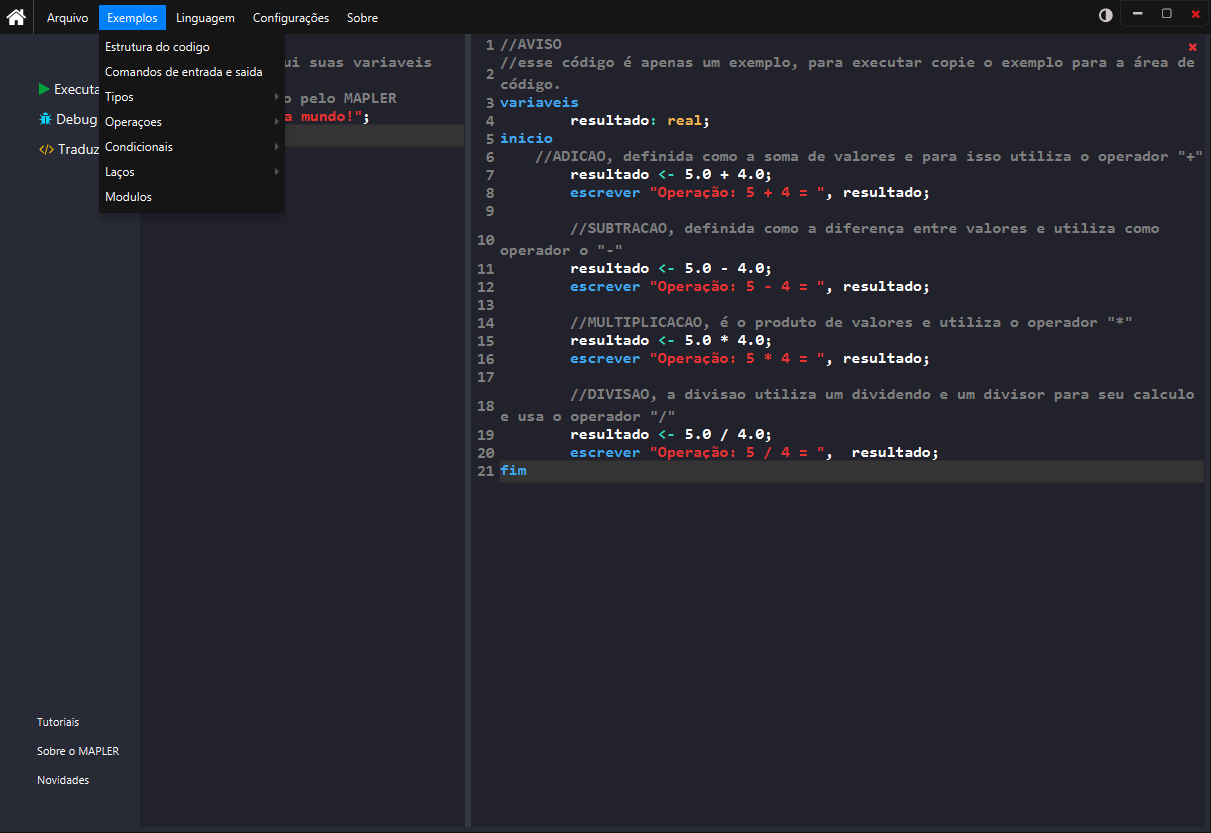 Arquivo Exemplos Linguagem Configurações Sobre
Estrutura do codigo
Comandos de entrada e saida
Tipos
Operaçoes
Condicionais
Laços
Modulos
Executa
Debug
Traduz
ui suas variaveis
o pelo MAPLER
a mundo!";
Tutoriais
Sobre o MAPLER
Novidades
1 //AVISO
2 //esse código é apenas um exemplo, para executar copie o exemplo para a área de
código.
3 variaveis
4 resultado: real;
5 inicio
6 //ADICAO, definida como a soma de valores e para isso utiliza o operador "+"
7 resultado <- 5.0 + 4.0;
8 escrever "Operação: 5 + 4 = ", resultado;
9
10 //SUBTRACAO, definida como a diferença entre valores e utiliza como
operador o "-"
11 resultado <- 5.0 - 4.0;
12 escrever "Operação: 5 - 4 = ", resultado;
13
14 //MULTIPLICACAO, é o produto de valores e utiliza o operador "*"
15 resultado <- 5.0 * 4.0;
16 escrever "Operação: 5 * 4 = ", resultado;
17
18 //DIVISAO, a divisao utiliza um dividendo e um divisor para seu calculo
e usa o operador "/"
19 resultado <- 5.0 / 4.0;
20 escrever "Operação: 5 / 4 = ",  resultado;
21 fim